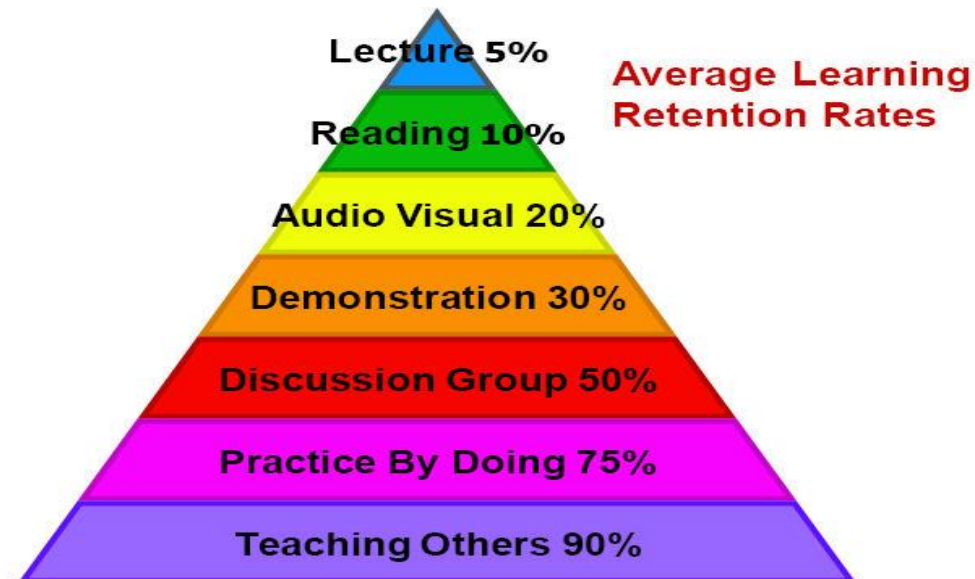 Lecture 5%
Average Learning
Retention Rates
Reading 10%
Audio Visual 20%
Demonstration 30%
Discussion Group 50%
Practice By Doing 75%
Teaching Others 90%